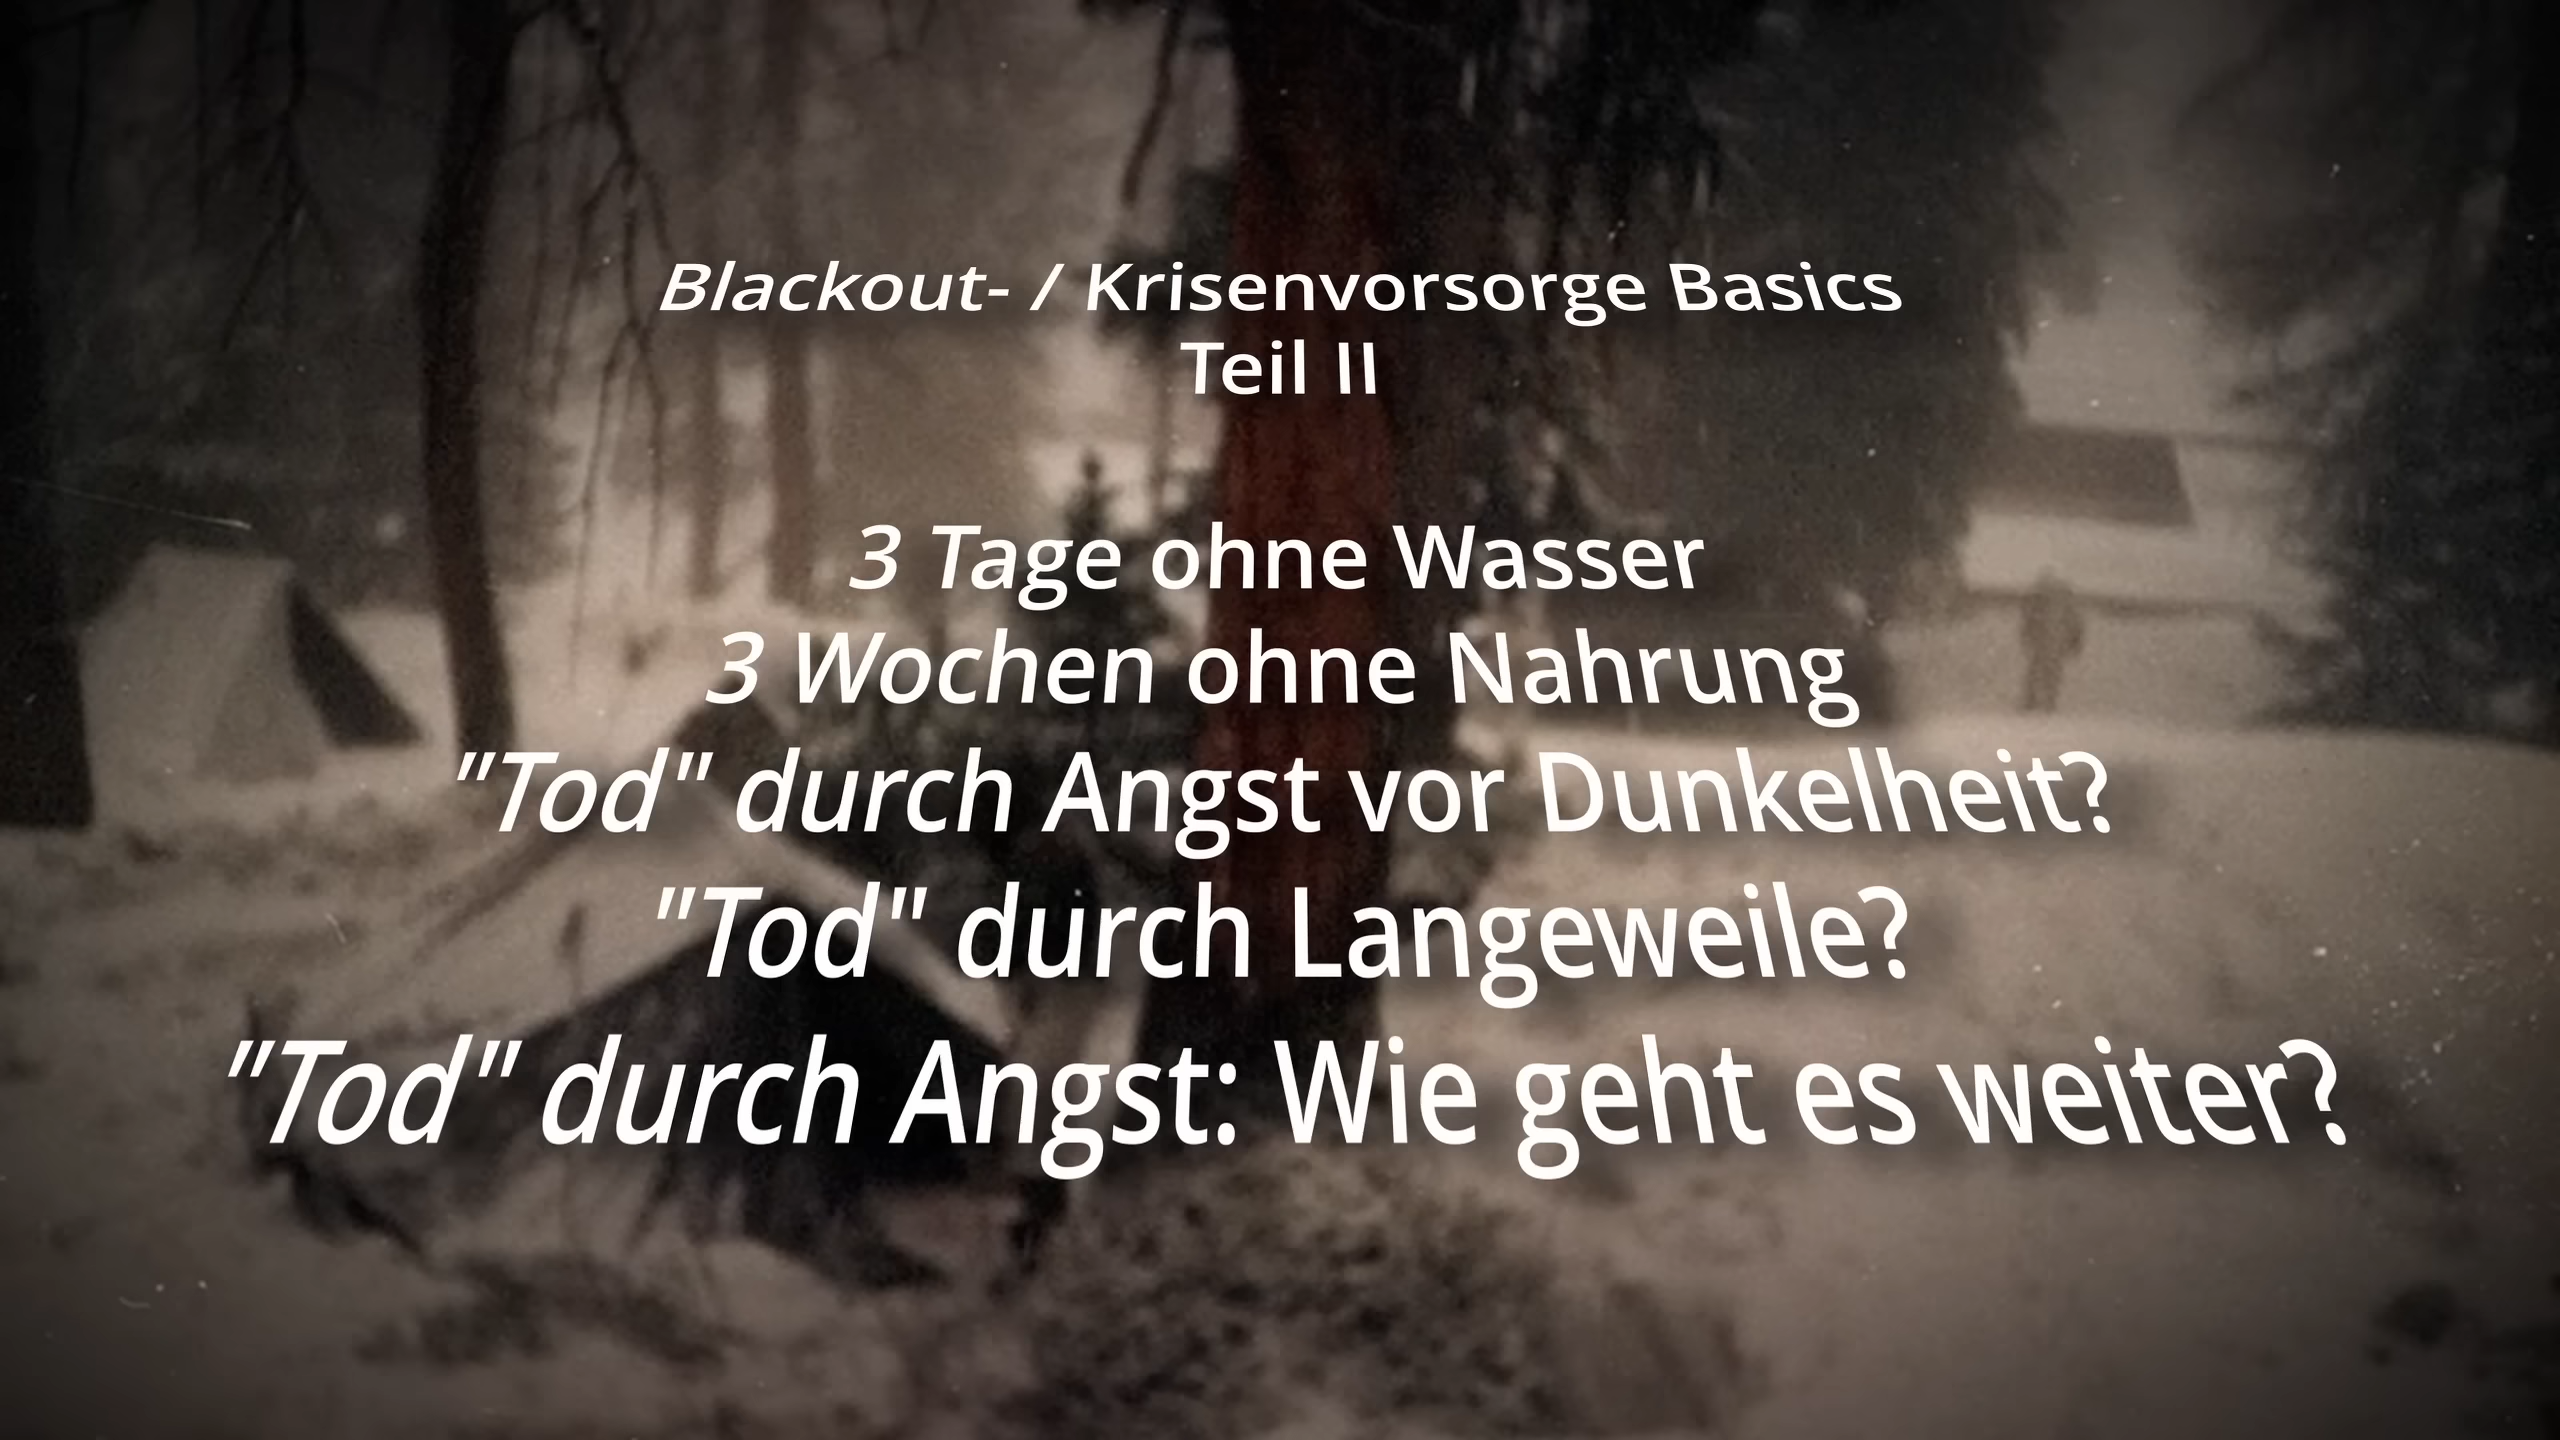 Blackout- / Krisenvorsorge Basics
Teil II
3 Tage ohne Wasser
3 Wochen ohne Nahrung
"Tod" durch Angst vor Dunkelheit?
"Tod" durch Langeweile?
"Tod" durch Angst: Wie geht es weiter?